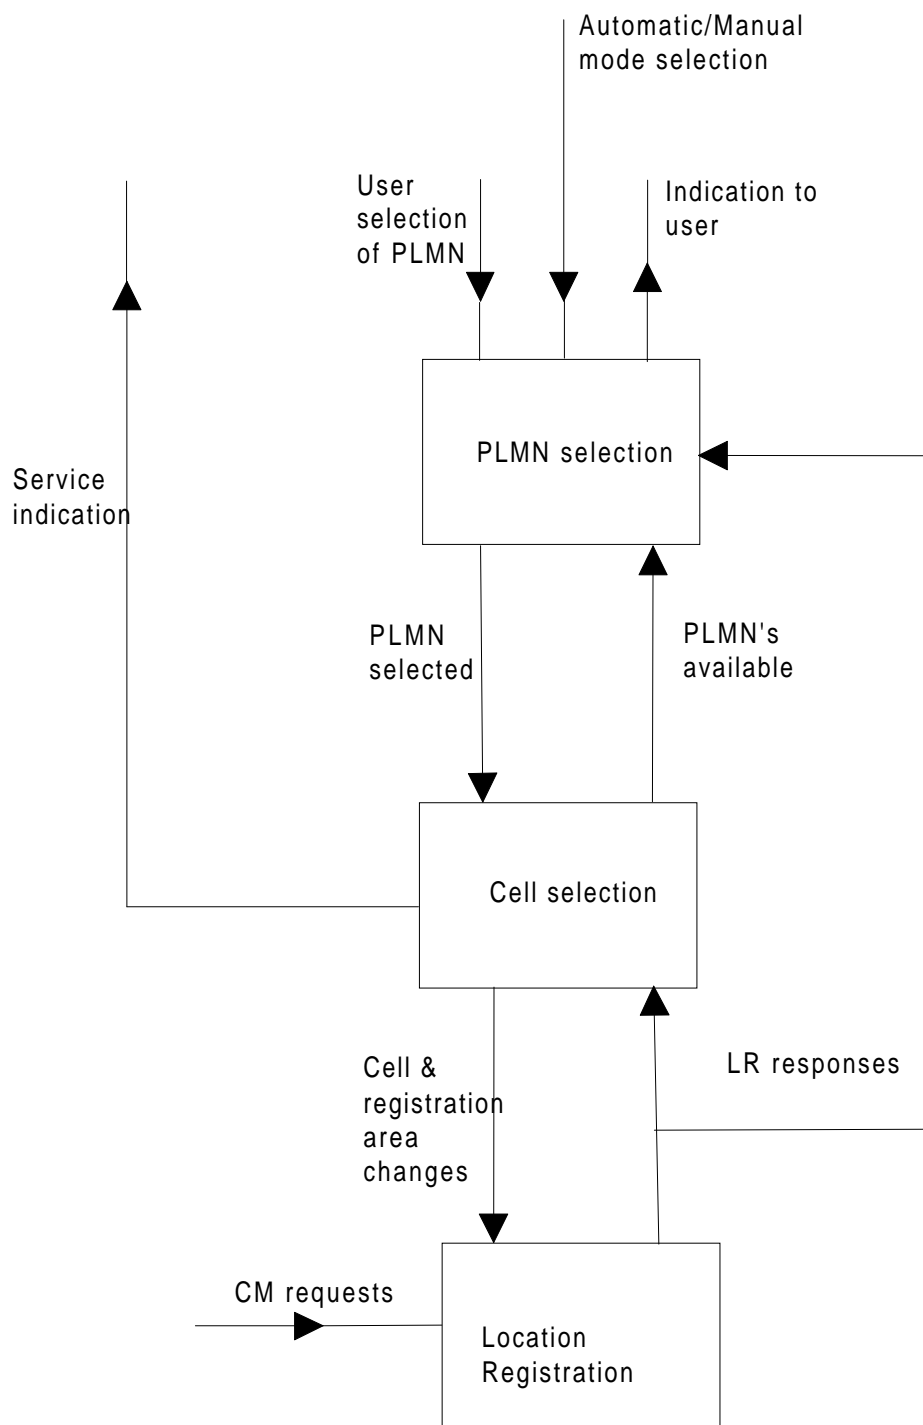 Automatic/Manual
mode selection
User
selection
of PLMN
Indication to
user
PLMN selection
Service
indication
PLMN
selected
PLMN's
available
Cell selection
Cell &
registration
area
changes
LR responses
CM requests
Location
Registration